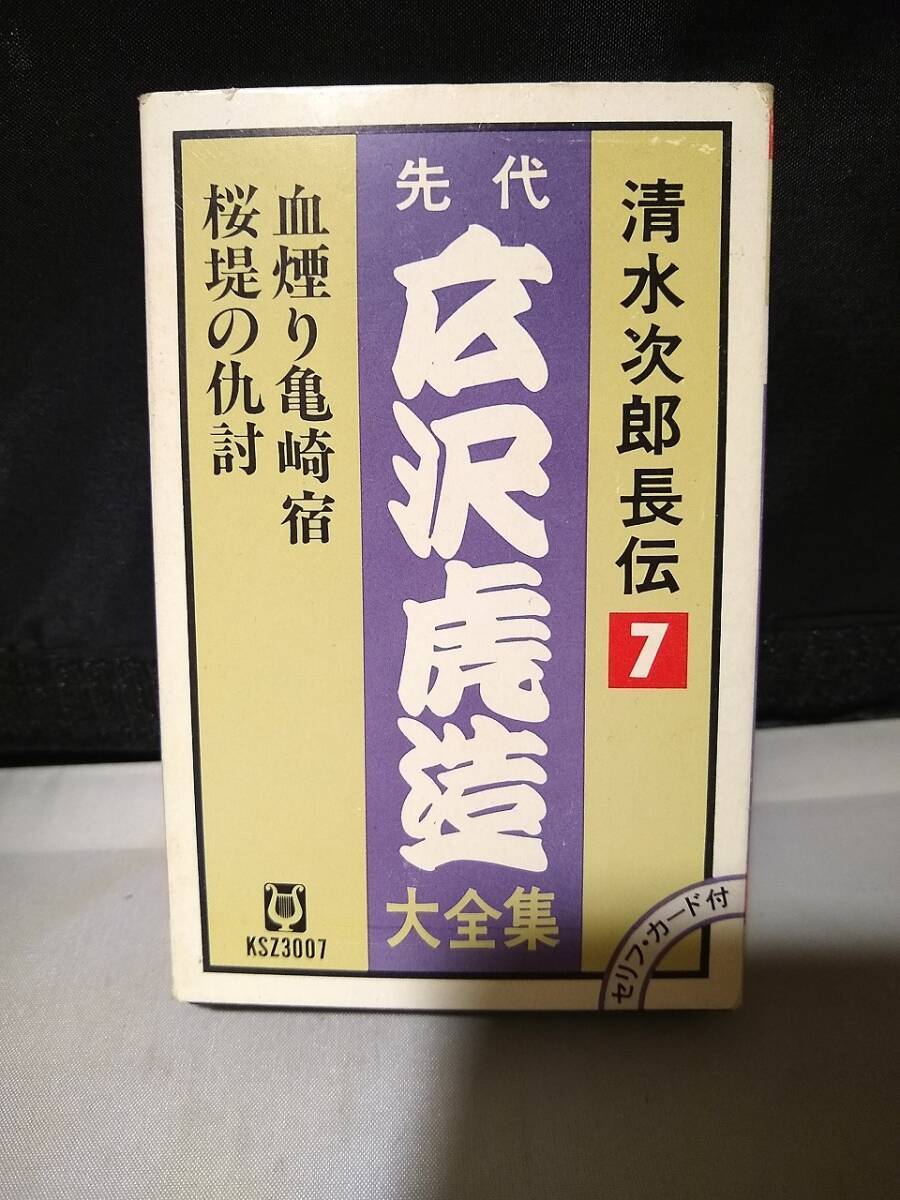 清水次郎長伝
7
先代
広沢虎造
大全集
血煙り亀崎宿
桜堤の仇討
KSZ3007
セリフ・カード付